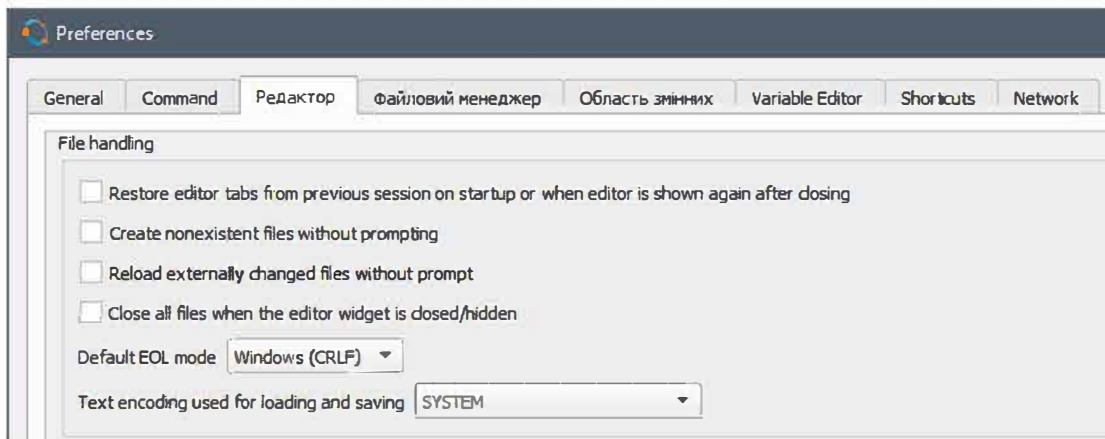 Preferences
General Command Редактор Файловий менеджер Область змінних Variable Editor Shortcuts Network
File handling
Restore editor tabs from previous session on startup or when editor is shown again after closing
Create nonexistent files without prompting
Reload externally changed files without prompt
Close all files when the editor widget is closed/hidden
Default EOL mode Windows (CRLF)
Text encoding used for loading and saving SYSTEM